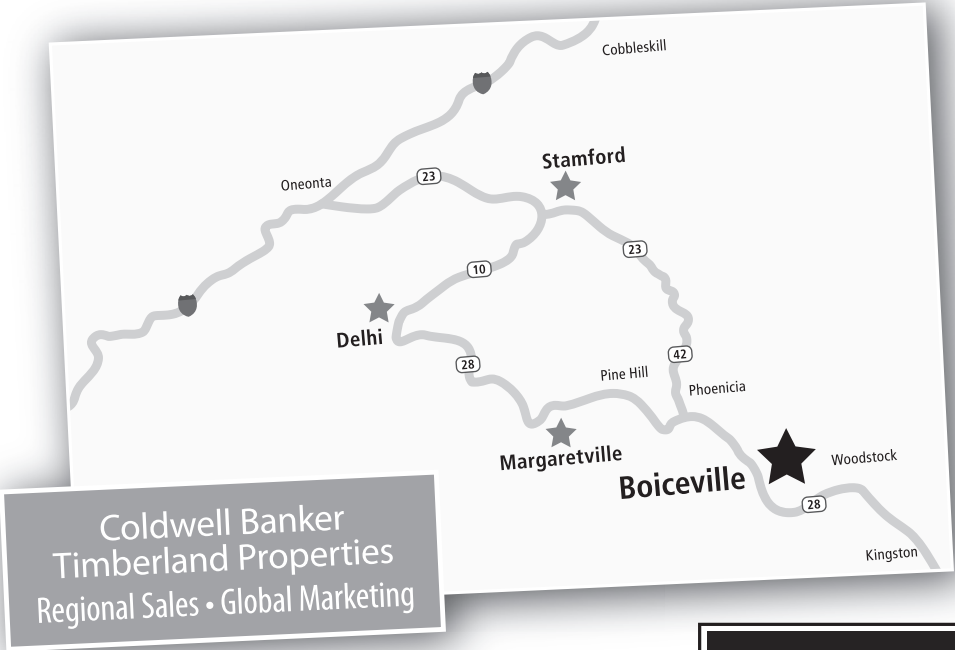 Cobbleskill
Stamford
Oneonta
23
23
10
Delhi
28
42
Pine Hill
Phoenicia
Margaretville
Boiceville
Woodstock
28
Kingston
Coldwell Banker
Timberland Properties
Regional Sales • Global Marketing